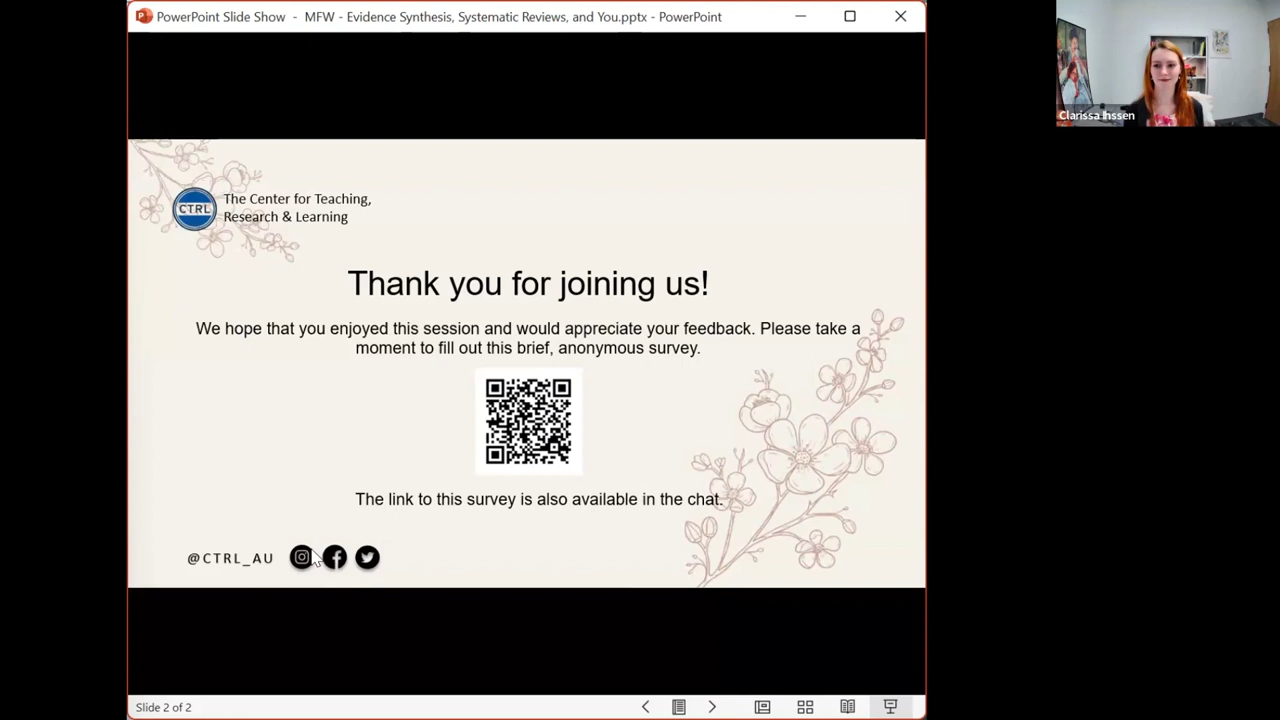 PowerPoint Slide Show - MFW - Evidence Synthesis, Systematic Reviews, and You.pptx - PowerPoint
Clarissa Ihssen
CTRL
The Center for Teaching,
Research & Learning
Thank you for joining us!
We hope that you enjoyed this session and would appreciate your feedback. Please take a
moment to fill out this brief, anonymous survey.
The link to this survey is also available in the chat.
@CTRL_AU
Slide 2 of 2